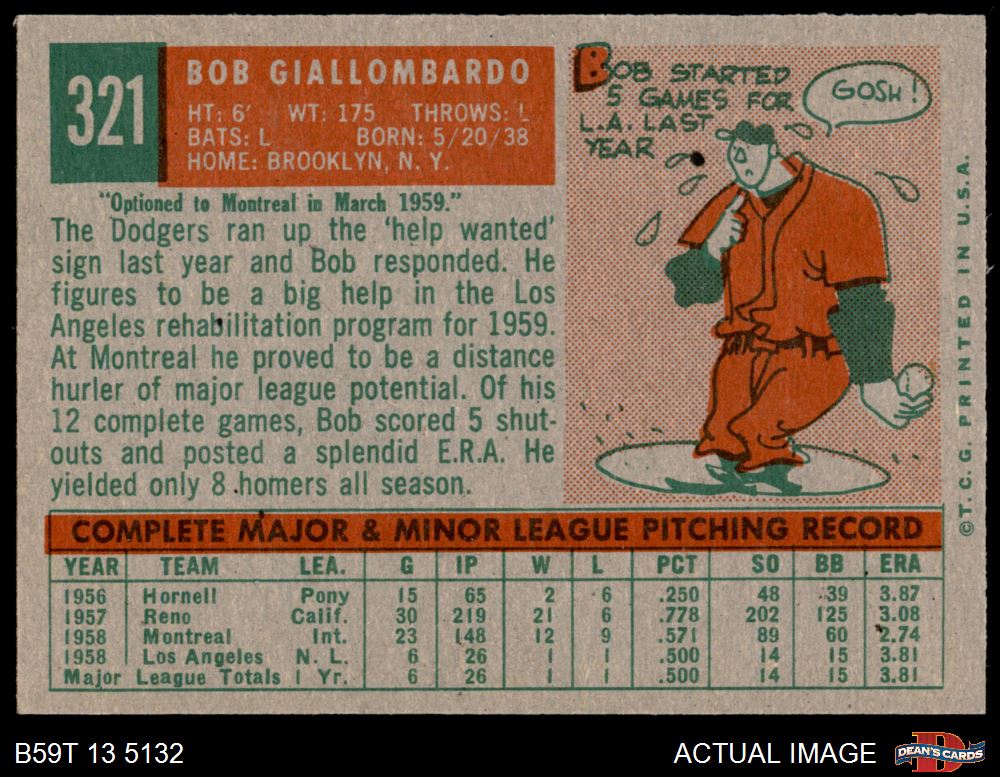 321
BOB GIALLOMBARDO
HT: 6' WT: 175 THROWS: L
BATS: L BORN: 5/20/38
HOME: BROOKLYN, N. Y.
"Optioned to Montreal in March 1959."
The Dodgers ran up the 'help wanted'
sign last year and Bob responded. He
figures to be a big help in the Los
Angeles rehabilitation program for 1959.
At Montreal he proved to be a distance
hurler of major league potential. Of his
12 complete games, Bob scored 5 shut-
outs and posted a splendid E.R.A. He
yielded only 8 homers all season.
BOB STARTED
5 GAMES FOR
L.A. LAST
YEAR
GOSH!
©T.C.G. PRINTED IN U.S.A.
COMPLETE MAJOR & MINOR LEAGUE PITCHING RECORD
YEAR TEAM LEA. G IP W L PCT SO BB ERA
1956 Hornell Pony 15 65 2 6 .250 48 39 3.87
1957 Reno Calif. 30 219 21 6 .778 202 125 3.08
1958 Montreal Int. 23 148 12 9 .571 89 60 2.74
1958 Los Angeles N. L. 6 26 1 1 .500 14 15 3.81
Major League Totals 1 Yr. 6 26 1 1 .500 14 15 3.81
B59T 13 5132
ACTUAL IMAGE
D
DEAN'S CARDS